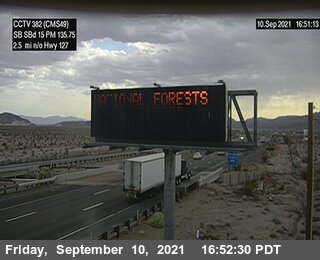 CCTV 382 (CMS49)
SB SBd 15 PM 135.75
2.5 mi n/o Hwy 127
10.Sep 2021 16:51:13
NATIONAL FORESTS
Friday, September 10, 2021 16:52:30 PDT